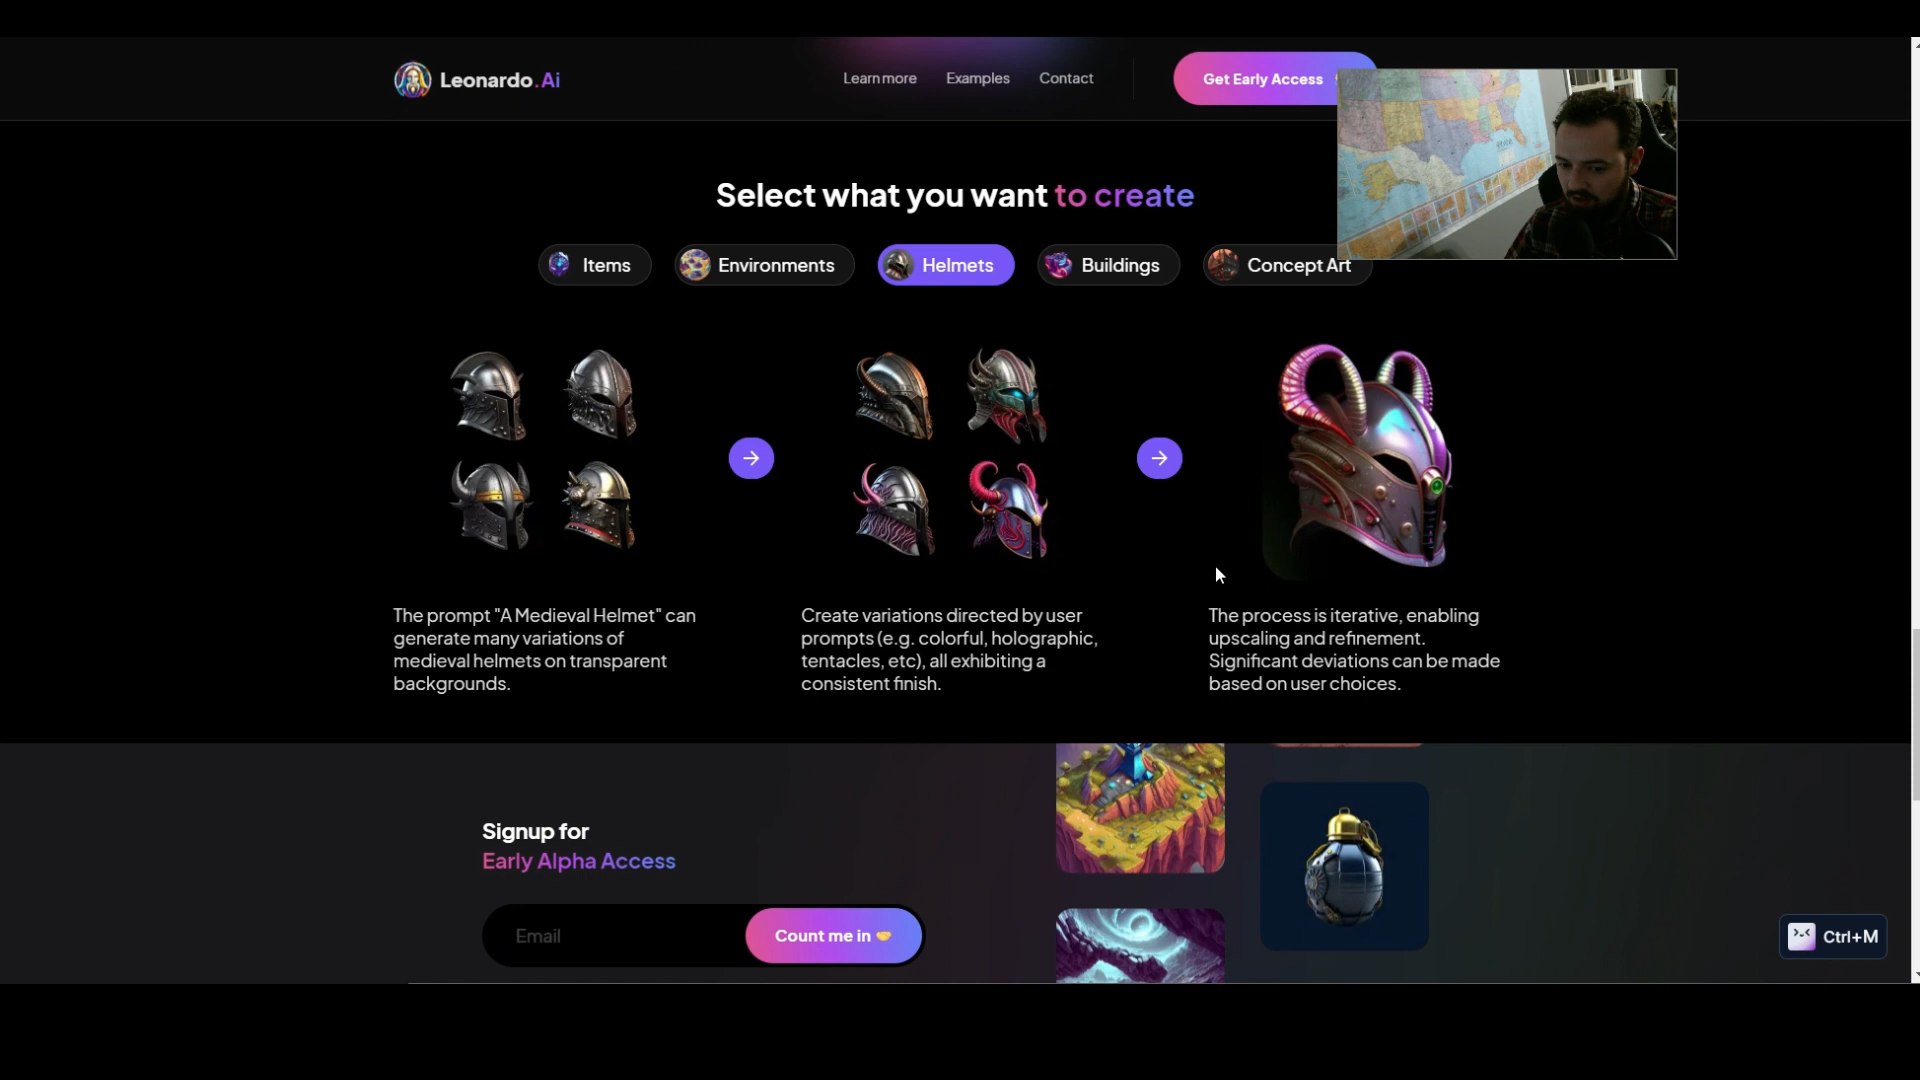 Leonardo.Ai
Learn more
Examples
Contact
Get Early Access
Select what you want to create
Items
Environments
Helmets
Buildings
Concept Art
The prompt "A Medieval Helmet" can
generate many variations of
medieval helmets on transparent
backgrounds.
Create variations directed by user
prompts (e.g. colorful, holographic,
tentacles, etc), all exhibiting a
consistent finish.
The process is iterative, enabling
upscaling and refinement.
Significant deviations can be made
based on user choices.
Signup for
Early Alpha Access
Email
Count me in
Ctrl+M